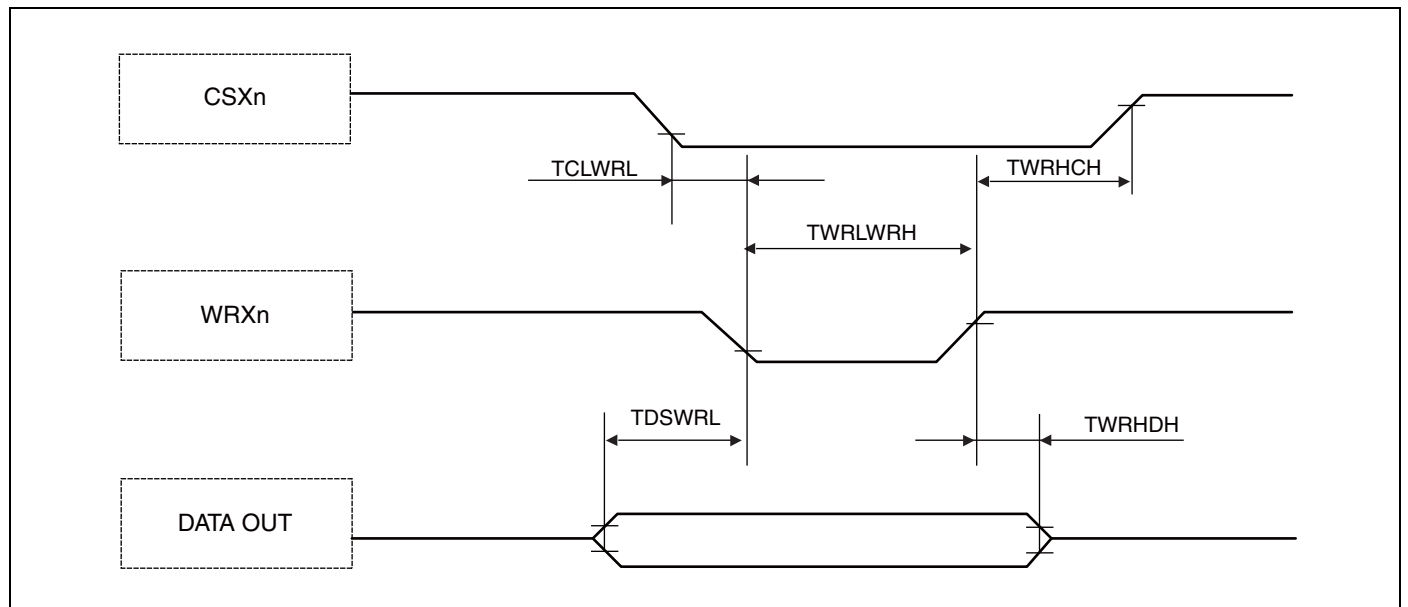 CSXn
TCLWRL
TWRHCH
TWRLWRH
WRXn
TDSWRL
TWRHDH
DATA OUT